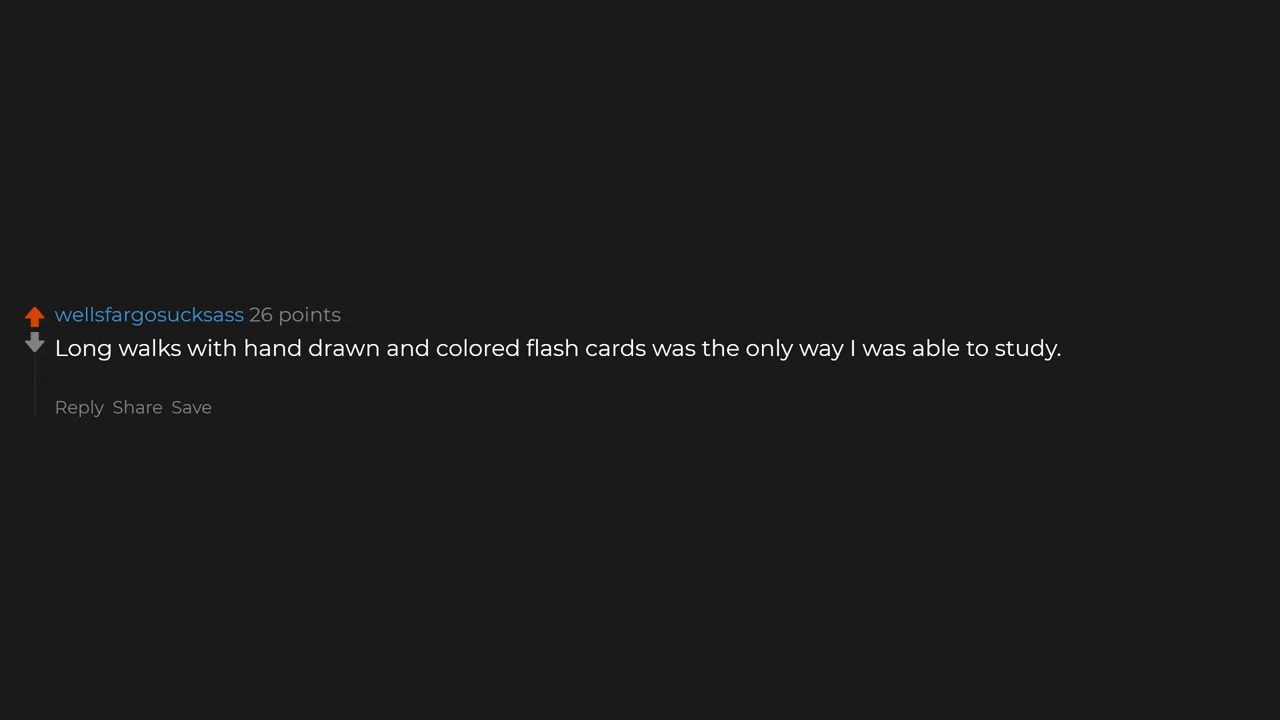 wellsfargosucksass 26 points
Long walks with hand drawn and colored flash cards was the only way I was able to study.
Reply Share Save